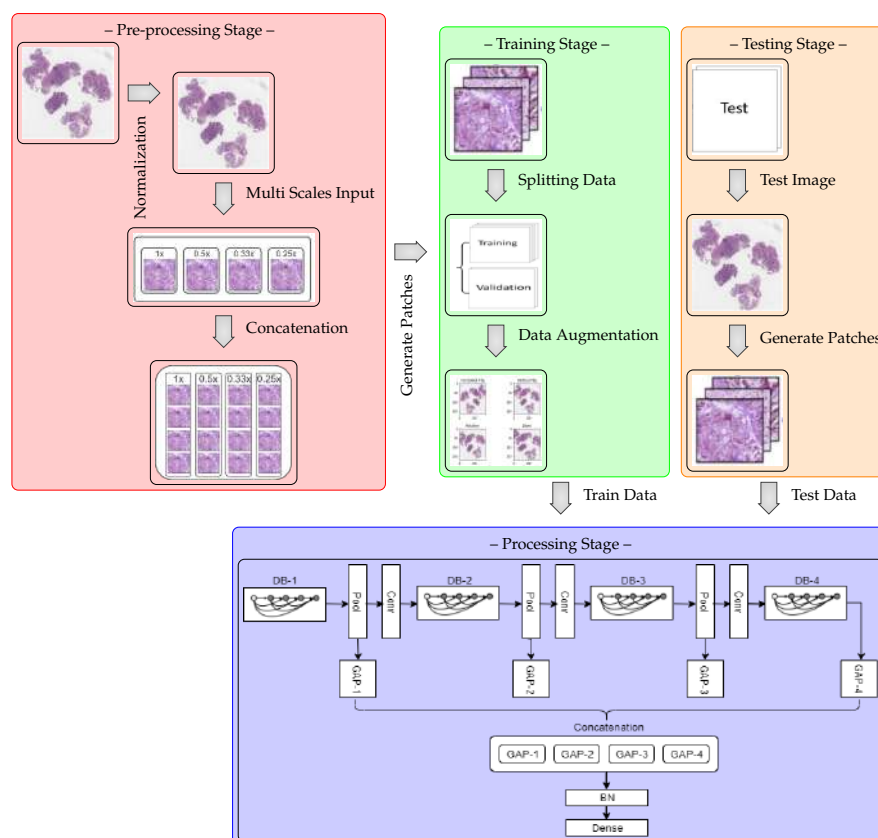 – Pre-processing Stage –
Normalization
Multi Scales Input
1x 0.5x 0.33x 0.25x
Concatenation
1x 0.5x 0.33x 0.25x
Generate Patches
– Training Stage –
Splitting Data
Training
Validation
Data Augmentation
Train Data
– Testing Stage –
Test
Test Image
Generate Patches
Test Data
– Processing Stage –
DB-1 DB-2 DB-3 DB-4
Pool Conv Pool Conv Pool Conv
GAP-1 GAP-2 GAP-3 GAP-4
Concatenation
GAP-1 GAP-2 GAP-3 GAP-4
BN
Dense